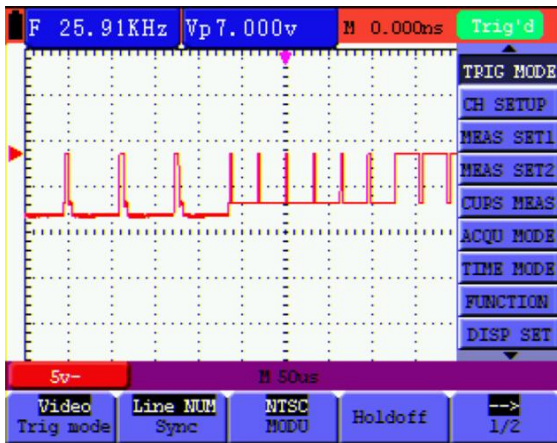 F 25.91KHz Vp7.000v M 0.000ns Trig'd
TRIG MODE
CH SETUP
MEAS SET1
MEAS SET2
CUPS MEAS
ACQU MODE
TIME MODE
FUNCTION
DISP SET
5v- M 50us
Video Line NUM NTSC Holdoff -->
Trig mode Sync MODU 1/2